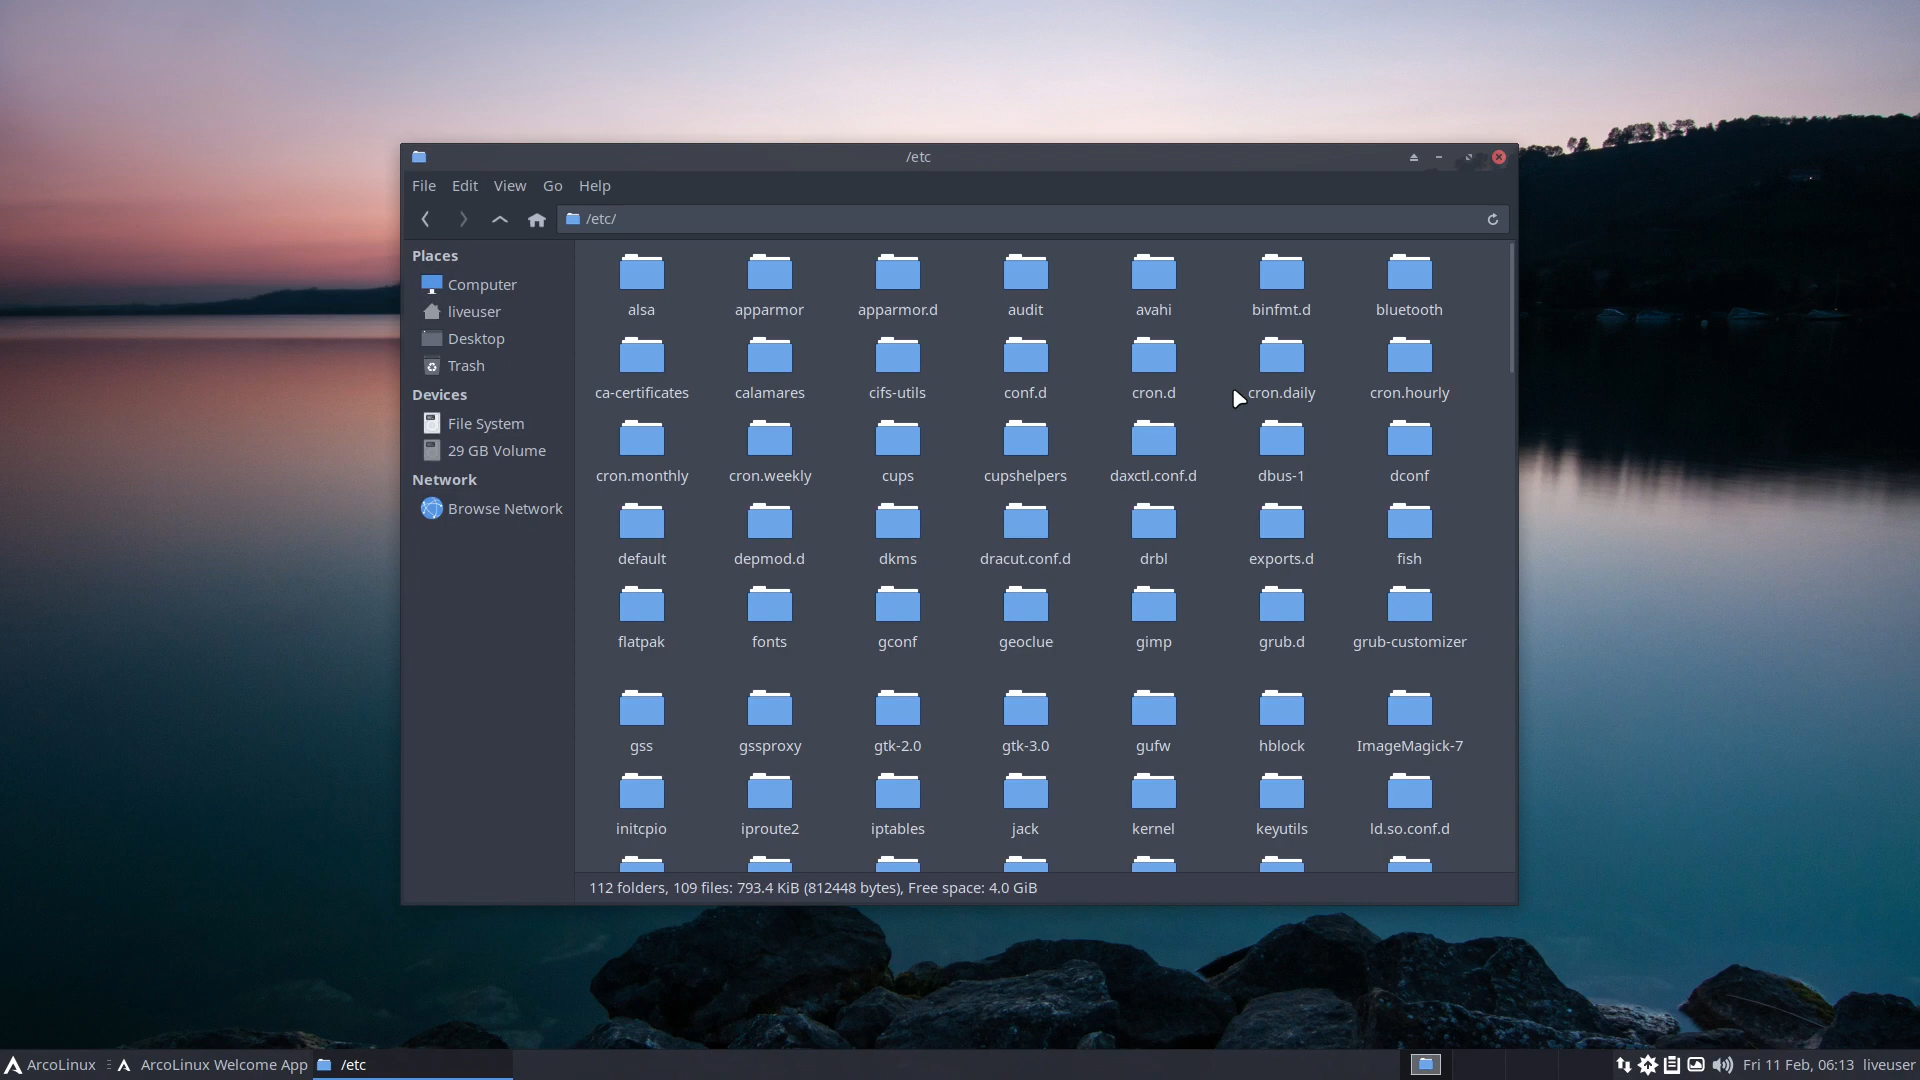 /etc
File Edit View Go Help
/etc/
Places
Computer
liveuser
Desktop
Trash
Devices
File System
29 GB Volume
Network
Browse Network
alsa apparmor apparmor.d audit avahi binfmt.d bluetooth
ca-certificates calamares cifs-utils conf.d cron.d cron.daily cron.hourly
cron.monthly cron.weekly cups cupshelpers daxctl.conf.d dbus-1 dconf
default depmod.d dkms dracut.conf.d drbl exports.d fish
flatpak fonts gconf geoclue gimp grub.d grub-customizer
gss gssproxy gtk-2.0 gtk-3.0 gufw hblock ImageMagick-7
initcpio iproute2 iptables jack kernel keyutils ld.so.conf.d
112 folders, 109 files: 793.4 KiB (812448 bytes), Free space: 4.0 GiB
ArcoLinux ArcoLinux Welcome App /etc Fri 11 Feb, 06:13 liveuser